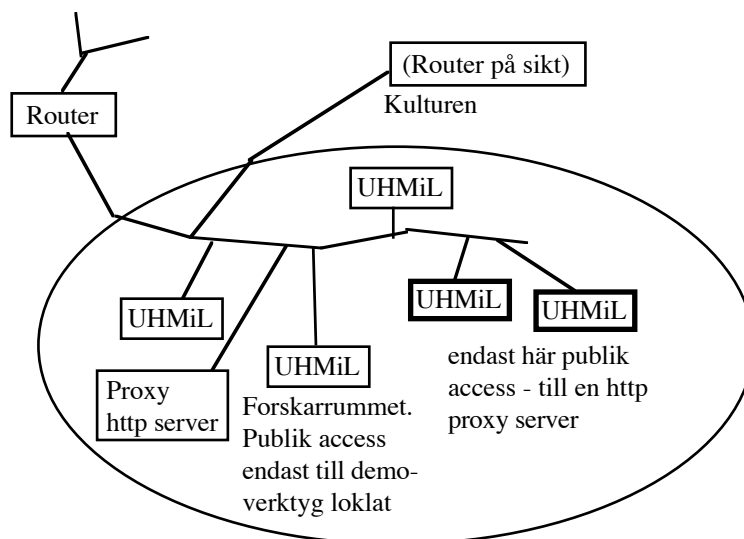 (Router på sikt)
Kulturen
Router
UHMiL
UHMiL
UHMiL
UHMiL
UHMiL
Proxy
http server
Forskarrummet.
Publik access
endast till demo-
verktyg loklat
endast här publik
access - till en http
proxy server